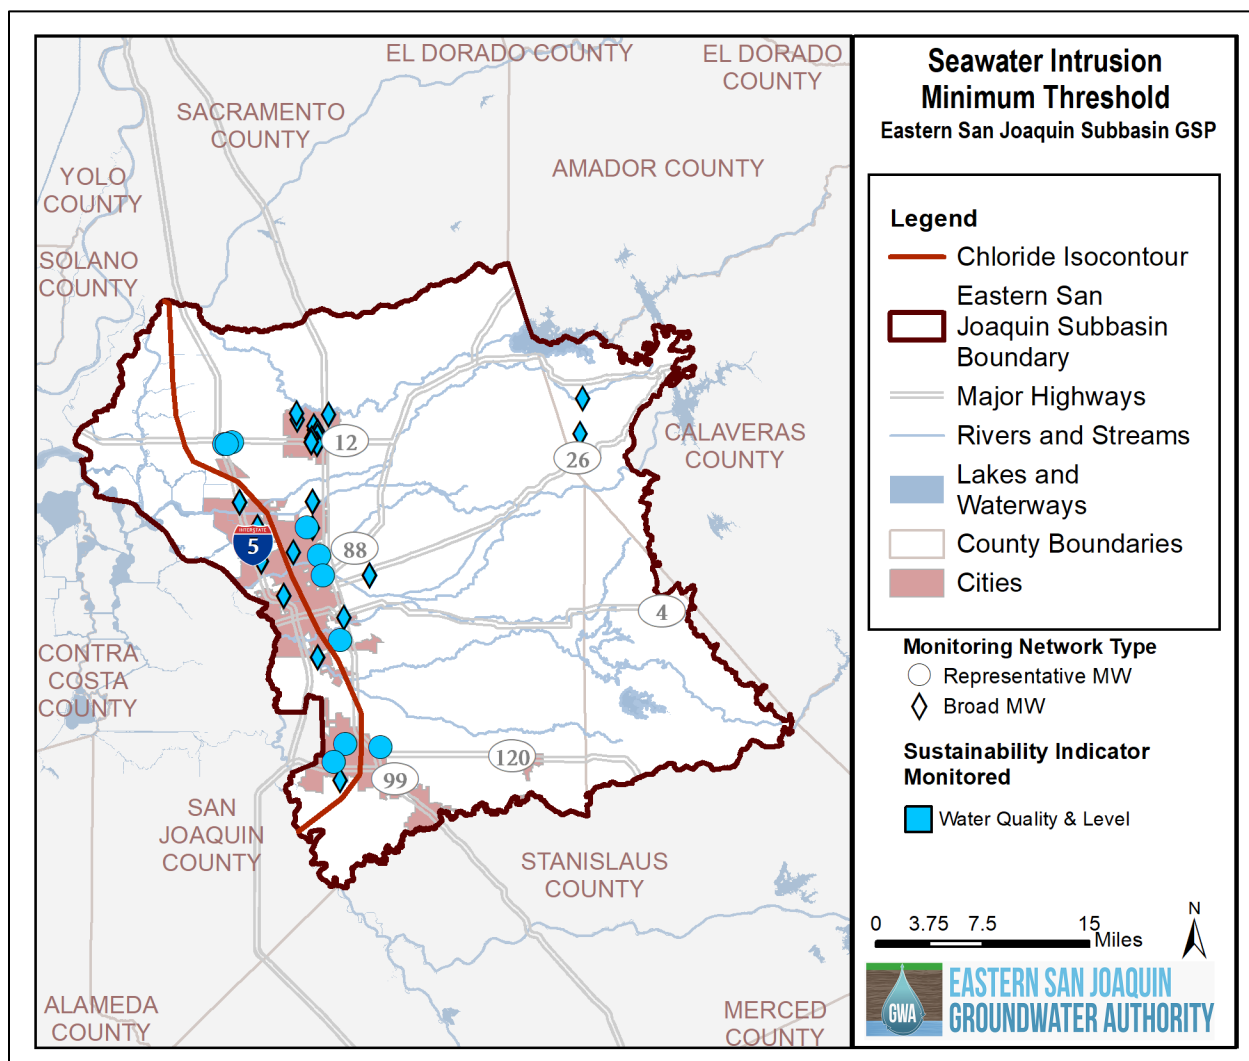 EL DORADO COUNTY
EL DORADO
COUNTY
SACRAMENTO
COUNTY
AMADOR COUNTY
YOLO
COUNTY
SOLANO
COUNTY
CALAVERAS
COUNTY
12
26
INTERSTATE
5
88
4
CONTRA
COSTA
COUNTY
120
99
SAN
JOAQUIN
COUNTY
STANISLAUS
COUNTY
ALAMEDA
COUNTY
MERCED
COUNTY
Seawater Intrusion
Minimum Threshold
Eastern San Joaquin Subbasin GSP
Legend
Chloride Isocontour
Eastern San
Joaquin Subbasin
Boundary
Major Highways
Rivers and Streams
Lakes and
Waterways
County Boundaries
Cities
Monitoring Network Type
Representative MW
Broad MW
Sustainability Indicator
Monitored
Water Quality & Level
N
0 3.75 7.5 15
Miles
GWA
EASTERN SAN JOAQUIN
GROUNDWATER AUTHORITY